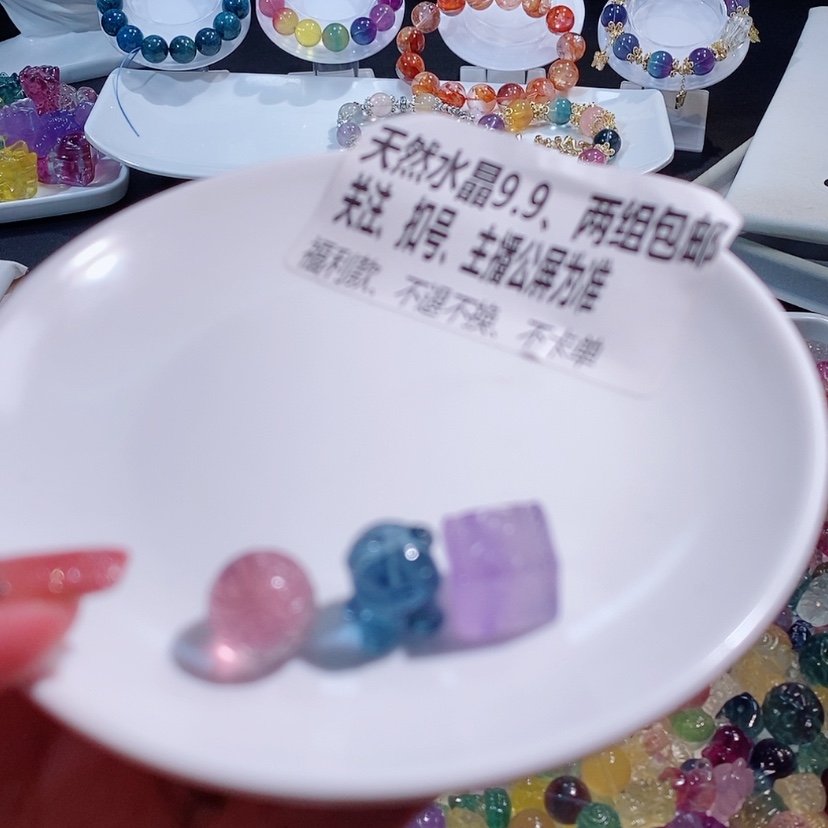 天然水晶9.9、两组包邮
关注、扣号、主播公屏为准
福利款、不退不换、不卡单